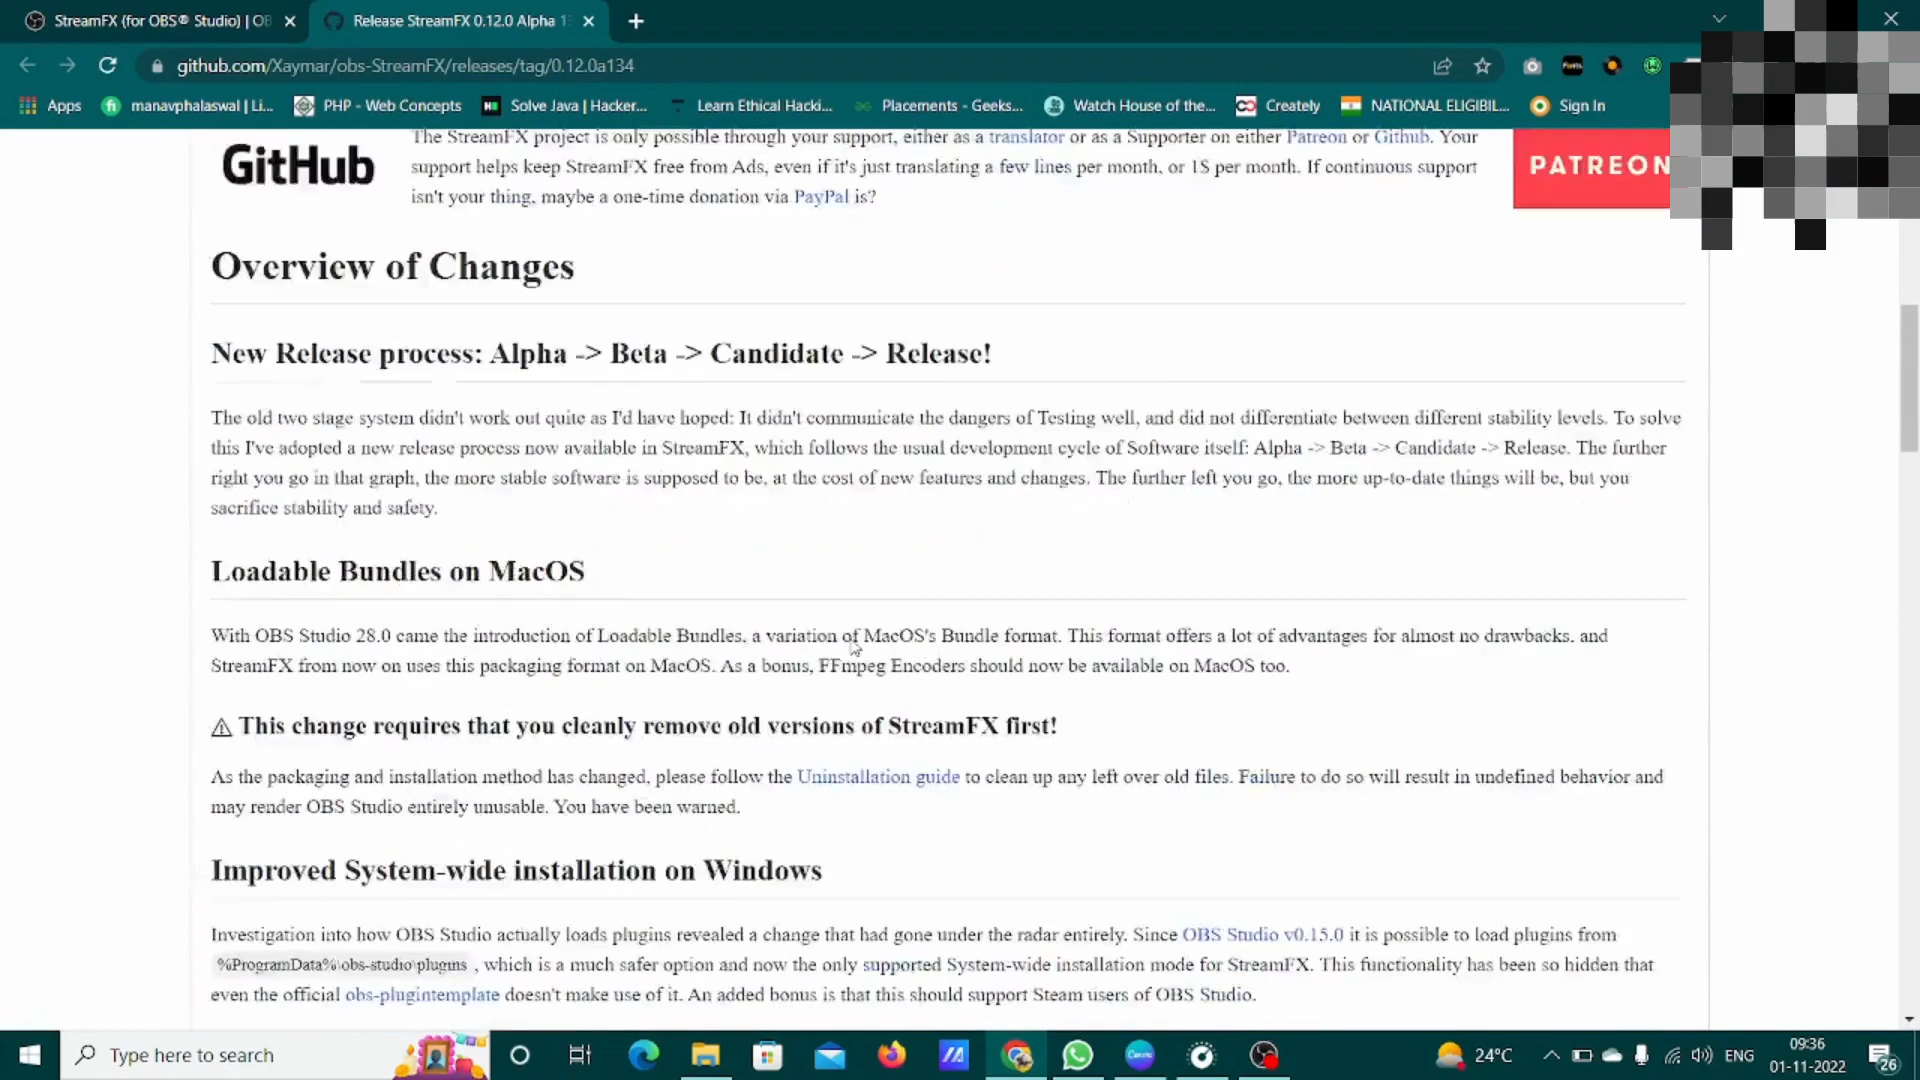 StreamFX (for OBS® Studio) | OB
Release StreamFX 0.12.0 Alpha 1
github.com/Xaymar/obs-StreamFX/releases/tag/0.12.0a134
Apps
manavphalaswal | Li...
PHP - Web Concepts
Solve Java | Hacker...
Learn Ethical Hacki...
Placements - Geeks...
Watch House of the...
Creately
NATIONAL ELIGIBIL...
Sign In
GitHub
The StreamFX project is only possible through your support, either as a translator or as a Supporter on either Patreon or Github. Your
support helps keep StreamFX free from Ads, even if it's just translating a few lines per month, or 1$ per month. If continuous support
isn't your thing, maybe a one-time donation via PayPal is?
PATREON
Overview of Changes
New Release process: Alpha -> Beta -> Candidate -> Release!
The old two stage system didn't work out quite as I'd have hoped: It didn't communicate the dangers of Testing well, and did not differentiate between different stability levels. To solve
this I've adopted a new release process now available in StreamFX, which follows the usual development cycle of Software itself: Alpha -> Beta -> Candidate -> Release. The further
right you go in that graph, the more stable software is supposed to be, at the cost of new features and changes. The further left you go, the more up-to-date things will be, but you
sacrifice stability and safety.
Loadable Bundles on MacOS
With OBS Studio 28.0 came the introduction of Loadable Bundles, a variation of MacOS's Bundle format. This format offers a lot of advantages for almost no drawbacks. and
StreamFX from now on uses this packaging format on MacOS. As a bonus, FFmpeg Encoders should now be available on MacOS too.
⚠ This change requires that you cleanly remove old versions of StreamFX first!
As the packaging and installation method has changed, please follow the Uninstallation guide to clean up any left over old files. Failure to do so will result in undefined behavior and
may render OBS Studio entirely unusable. You have been warned.
Improved System-wide installation on Windows
Investigation into how OBS Studio actually loads plugins revealed a change that had gone under the radar entirely. Since OBS Studio v0.15.0 it is possible to load plugins from
%ProgramData%\obs-studio\plugins , which is a much safer option and now the only supported System-wide installation mode for StreamFX. This functionality has been so hidden that
even the official obs-plugintemplate doesn't make use of it. An added bonus is that this should support Steam users of OBS Studio.
Type here to search
24°C
ENG
09:36
01-11-2022
26